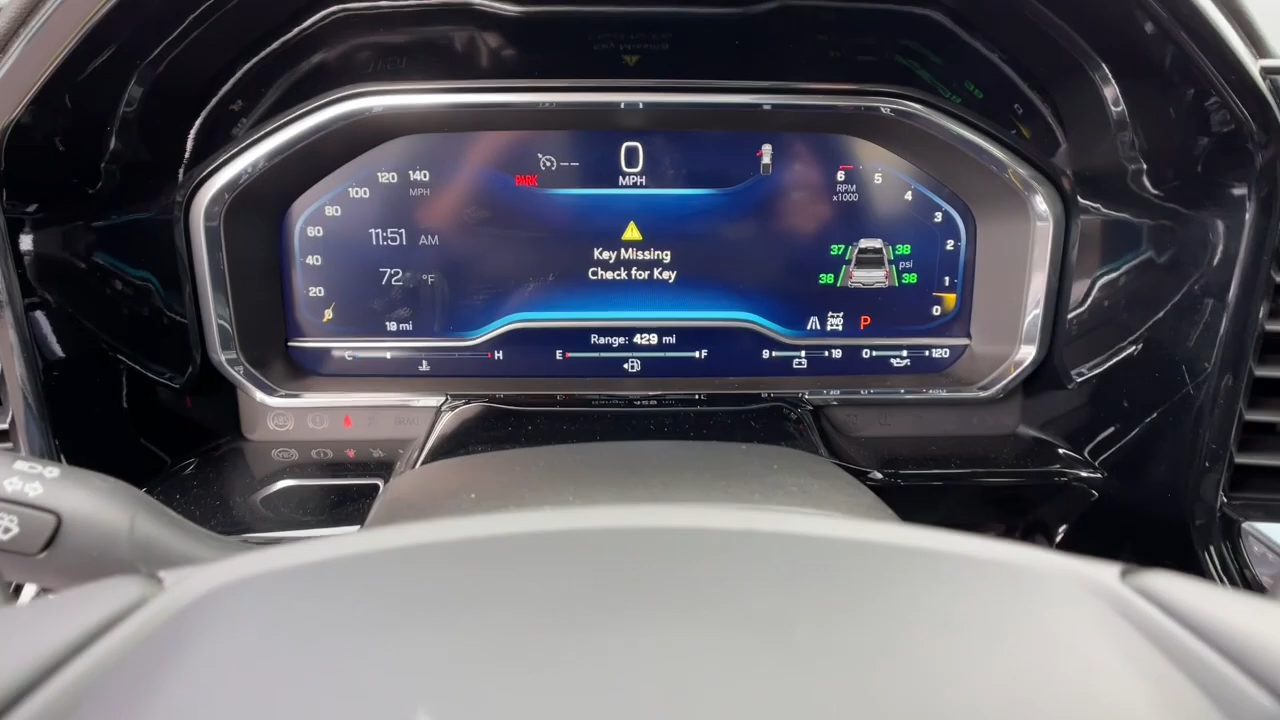 0
MPH
PARK
120 140
MPH
100
80
60
40
20
0
11:51 AM
72 °F
19 mi
Key Missing
Check for Key
6 5 4 3 2 1 0
RPM
x1000
37 38
psi
38 38
2WD
P
Range: 429 mi
C H
E F
9 19
0 120
ABS